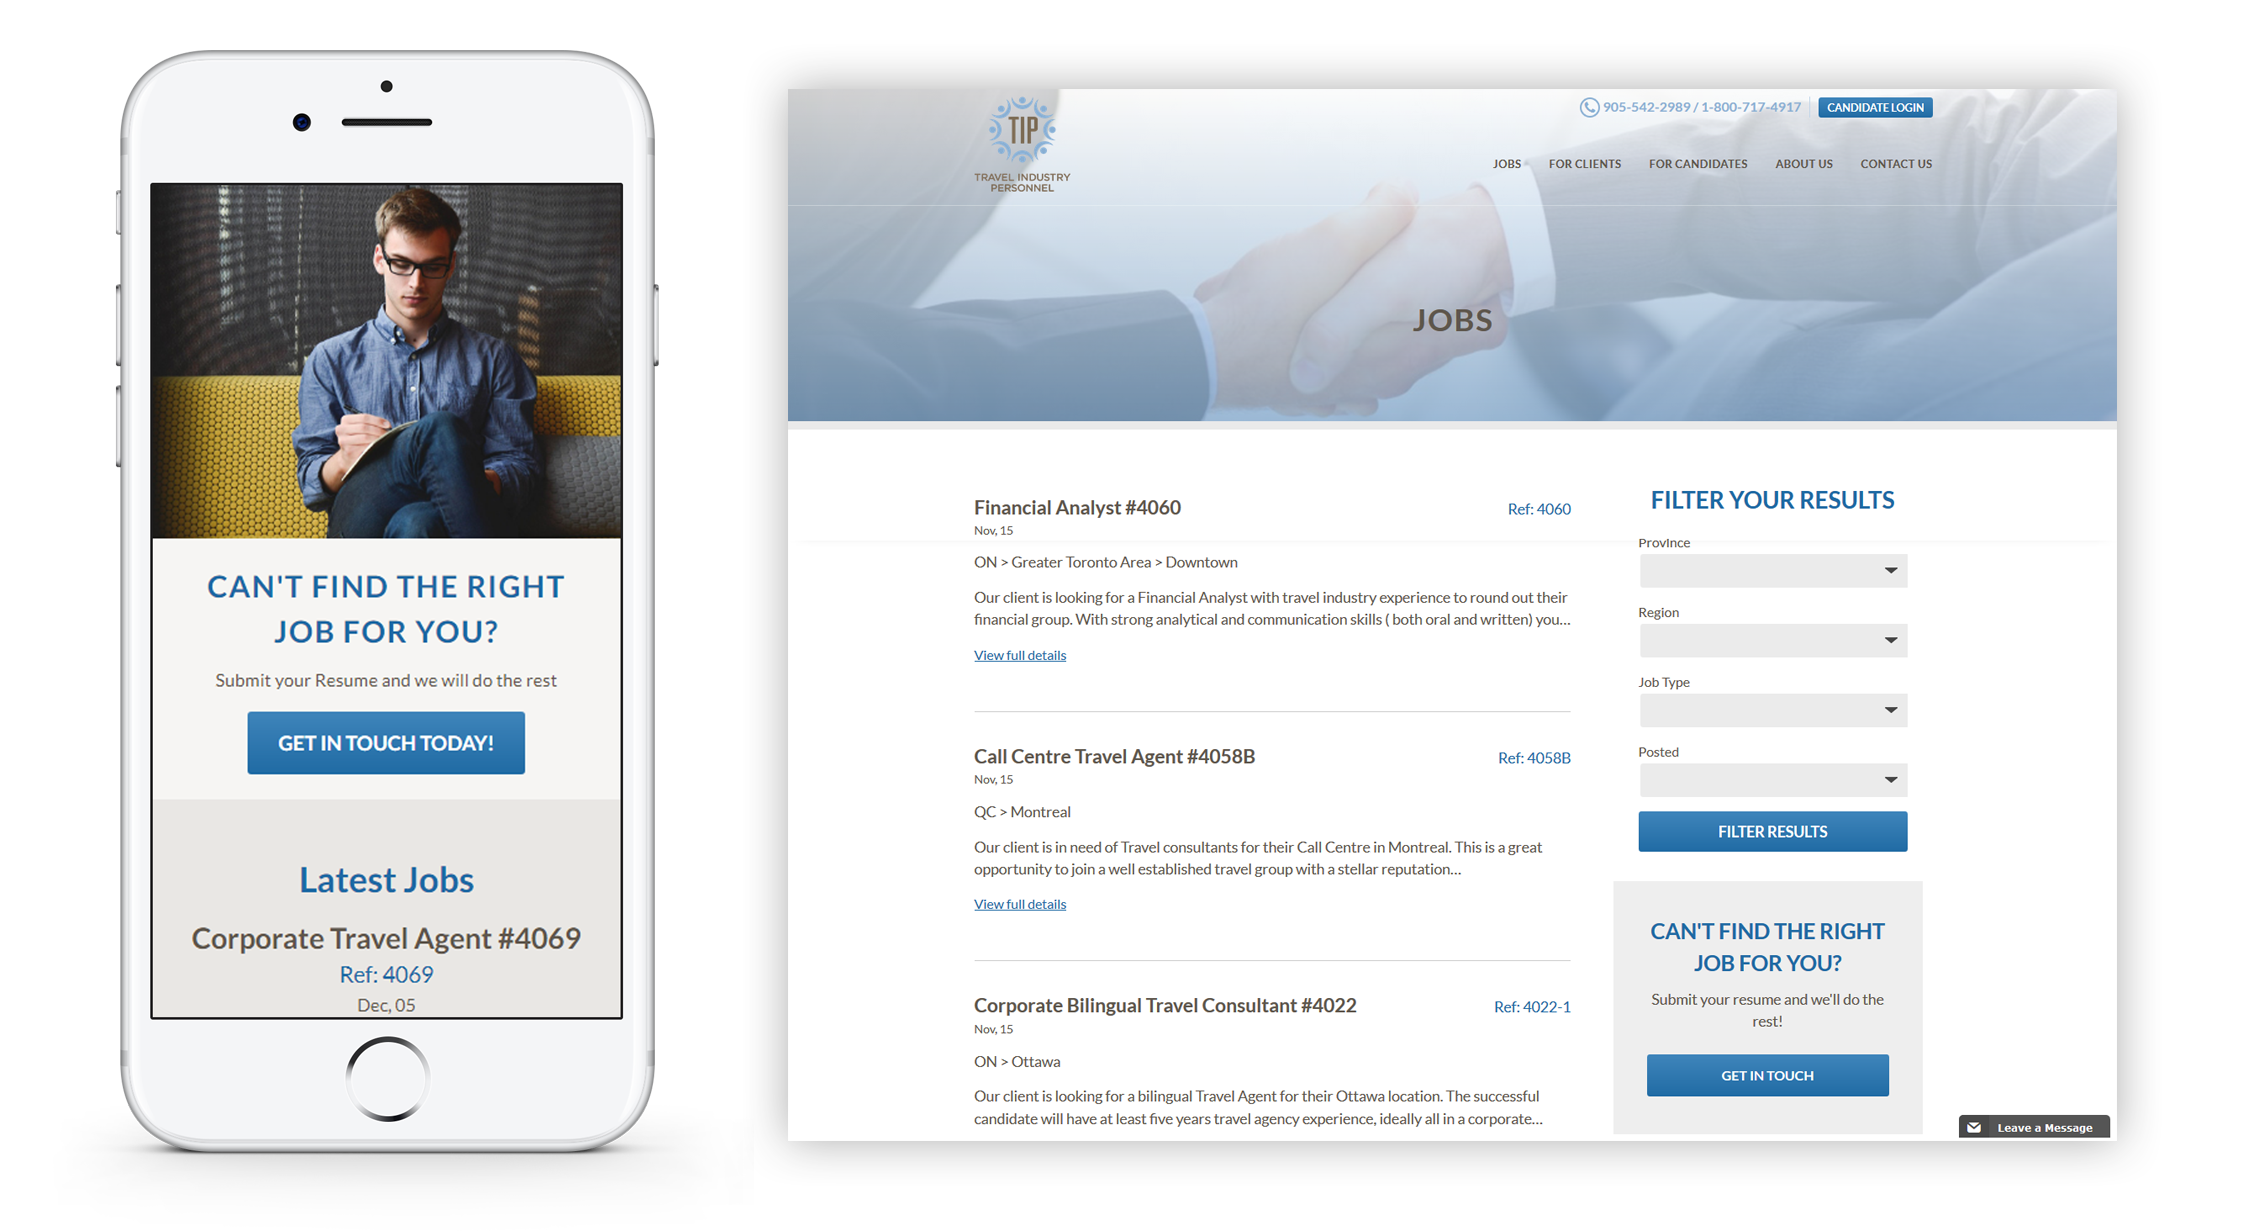 CAN'T FIND THE RIGHT
JOB FOR YOU?
Submit your Resume and we will do the rest
GET IN TOUCH TODAY!
Latest Jobs
Corporate Travel Agent #4069
Ref: 4069
Dec, 05
TIP
TRAVEL INDUSTRY
PERSONNEL
905-542-2989 / 1-800-717-4917
CANDIDATE LOGIN
JOBS FOR CLIENTS FOR CANDIDATES ABOUT US CONTACT US
JOBS
Financial Analyst #4060
Ref: 4060
Nov, 15
ON > Greater Toronto Area > Downtown
Our client is looking for a Financial Analyst with travel industry experience to round out their
financial group. With strong analytical and communication skills ( both oral and written) you...
View full details
Call Centre Travel Agent #4058B
Ref: 4058B
Nov, 15
QC > Montreal
Our client is in need of Travel consultants for their Call Centre in Montreal. This is a great
opportunity to join a well established travel group with a stellar reputation...
View full details
Corporate Bilingual Travel Consultant #4022
Ref: 4022-1
Nov, 15
ON > Ottawa
Our client is looking for a bilingual Travel Agent for their Ottawa location. The successful
candidate will have at least five years travel agency experience, ideally all in a corporate...
FILTER YOUR RESULTS
Province
Region
Job Type
Posted
FILTER RESULTS
CAN'T FIND THE RIGHT
JOB FOR YOU?
Submit your resume and we'll do the
rest!
GET IN TOUCH
Leave a Message